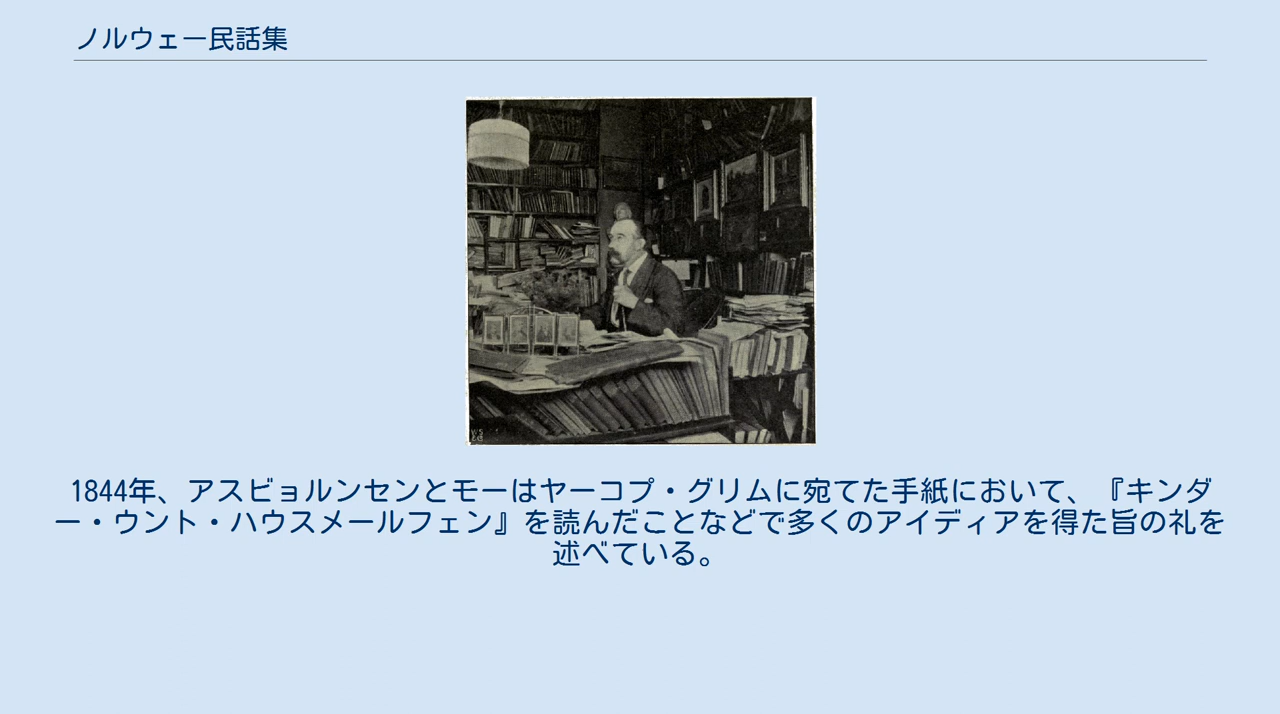 ノルウェー民話集
1844年、アスビョルンセンとモーはヤーコプ・グリムに宛てた手紙において、『キンダ
ー・ウント・ハウスメールフェン』を読んだことなどで多くのアイディアを得た旨の礼を
述べている。